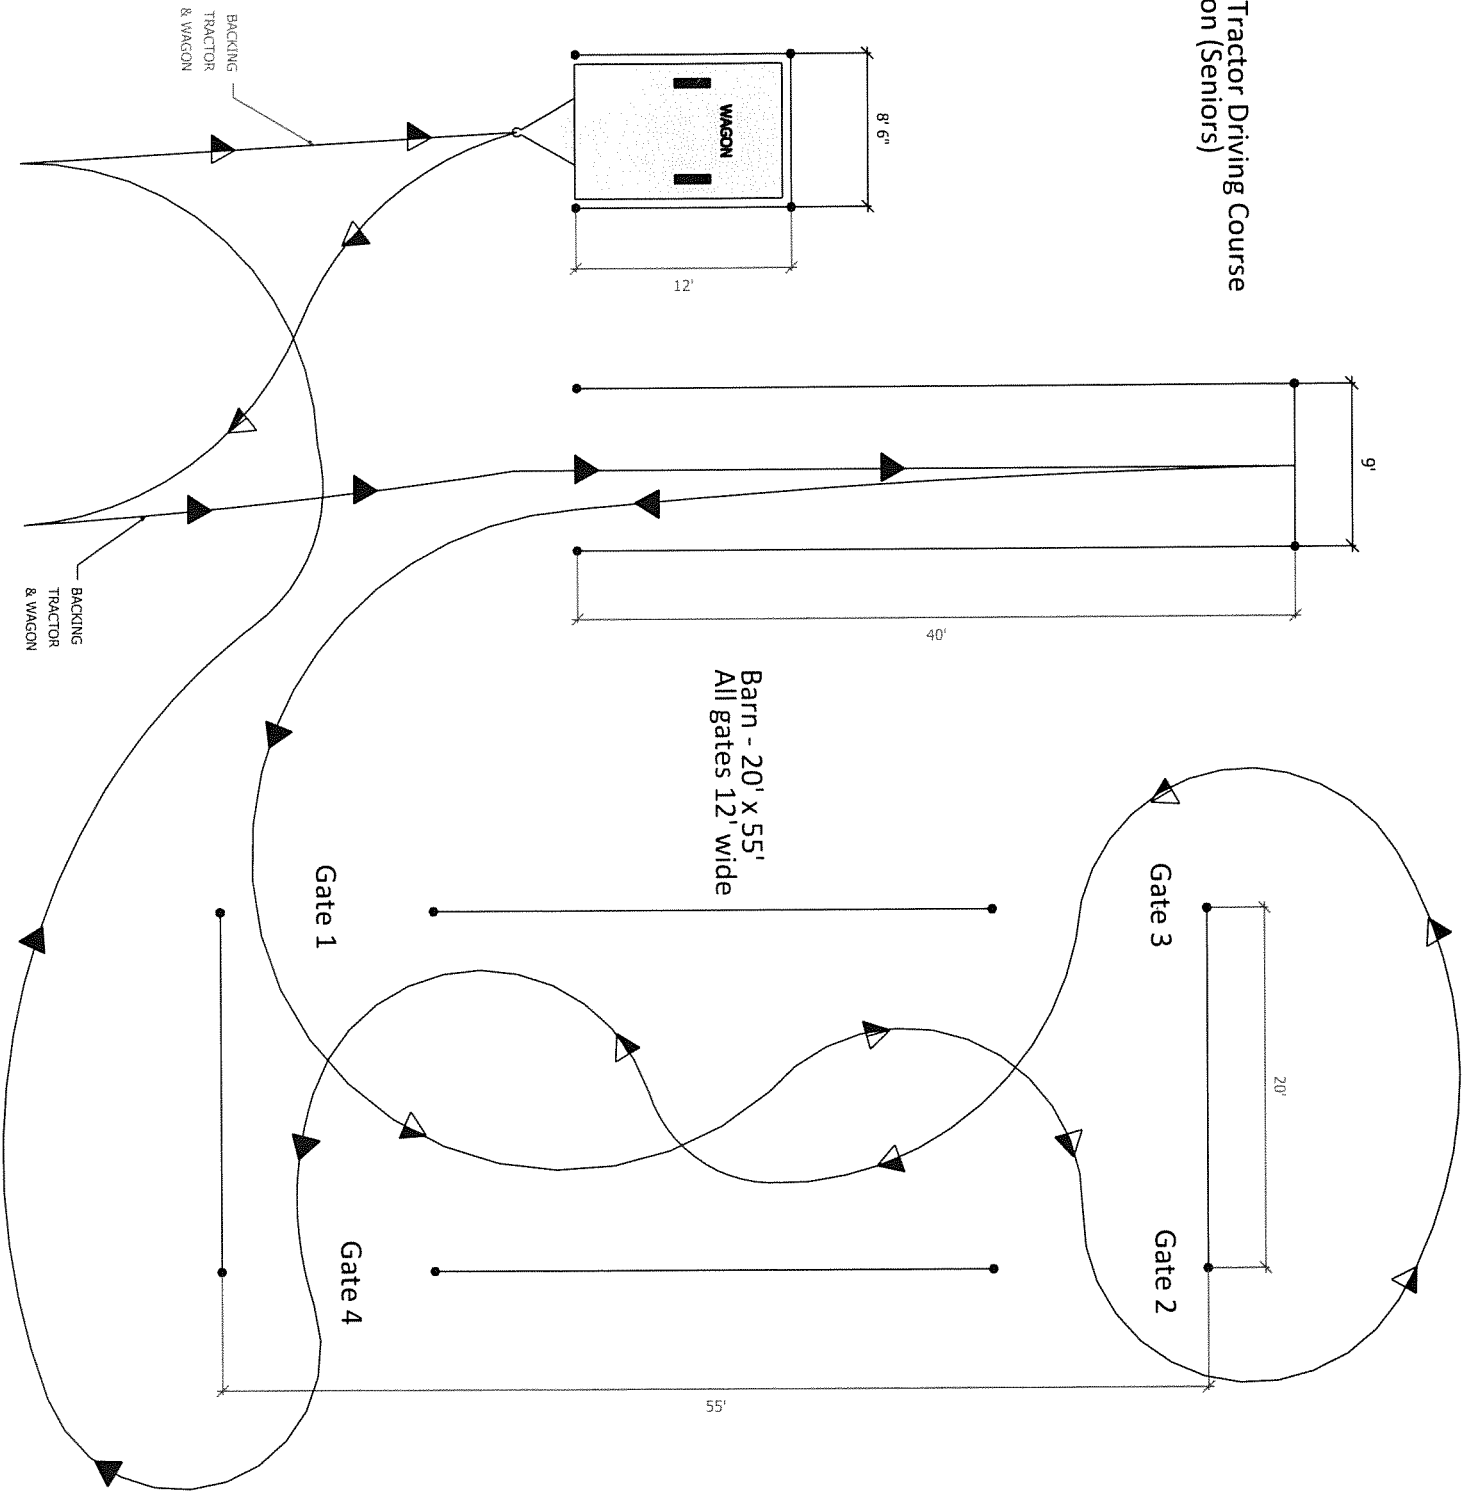 Tractor Driving Course
on (Seniors)
8' 6"
WAGON
12'
BACKING
TRACTOR
& WAGON
9'
40'
BACKING
TRACTOR
& WAGON
Barn - 20' x 55'
All gates 12' wide
Gate 3
Gate 1
20'
Gate 2
Gate 4
55'